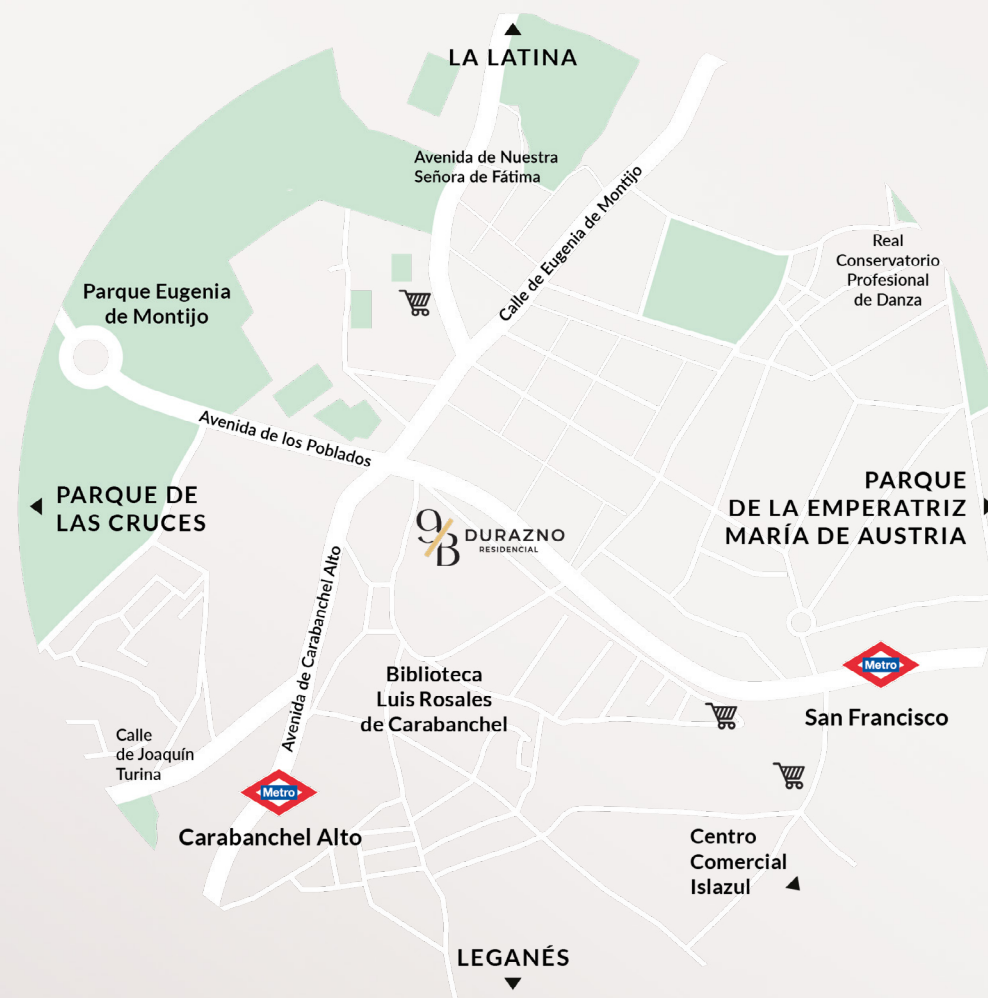 LA LATINA
Avenida de Nuestra
Señora de Fátima
Calle de Eugenia de Montijo
Real
Conservatorio
Profesional
de Danza
Parque Eugenia
de Montijo
Avenida de los Poblados
PARQUE DE
LAS CRUCES
PARQUE
DE LA EMPERATRIZ
MARÍA DE AUSTRIA
9/B DURAZNO
RESIDENCIAL
Avenida de Carabanchel Alto
Biblioteca
Luis Rosales
de Carabanchel
Metro
San Francisco
Calle
de Joaquín
Turina
Metro
Carabanchel Alto
Centro
Comercial
Islazul
LEGANÉS